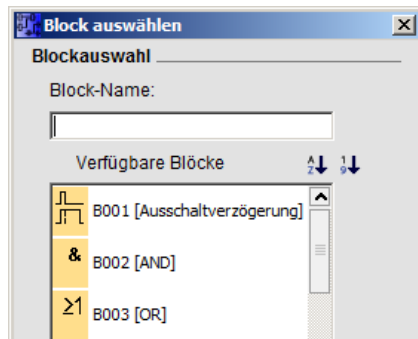 Block auswählen
Blockauswahl
Block-Name:
Verfügbare Blöcke
B001 [Ausschaltverzögerung]
& B002 [AND]
≥1 B003 [OR]